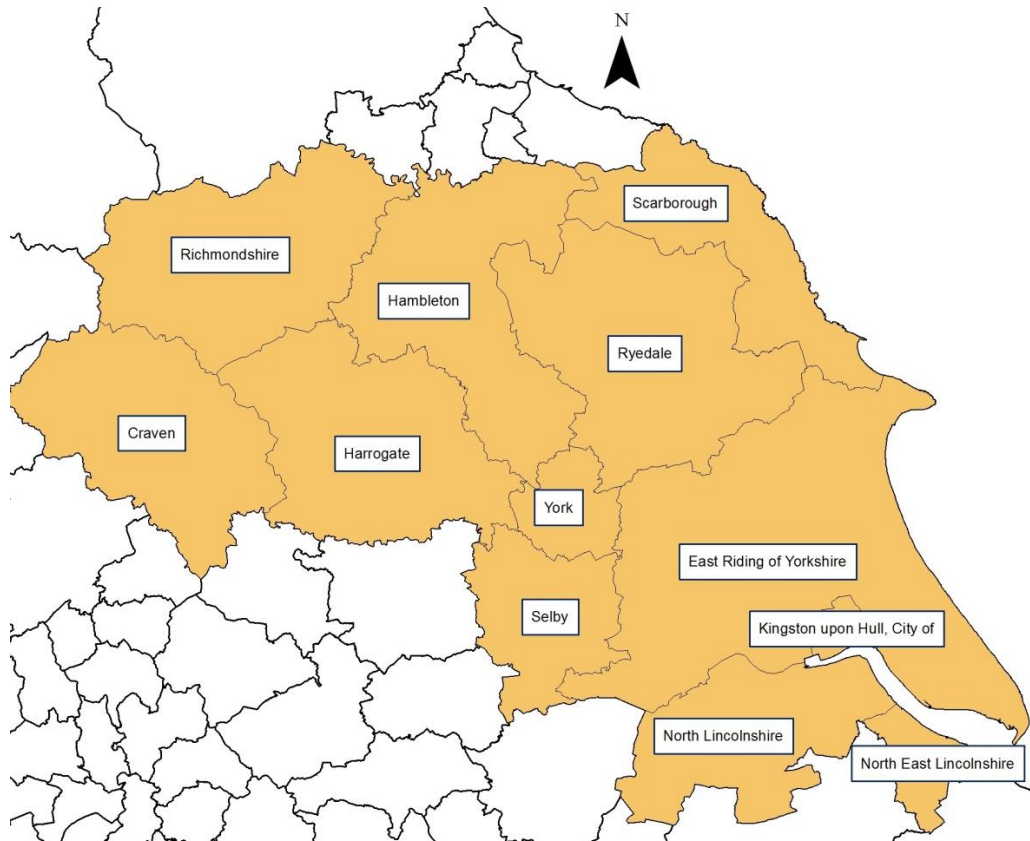 N
Scarborough
Richmondshire
Hambleton
Ryedale
Craven
Harrogate
York
East Riding of Yorkshire
Selby
Kingston upon Hull, City of
North Lincolnshire
North East Lincolnshire